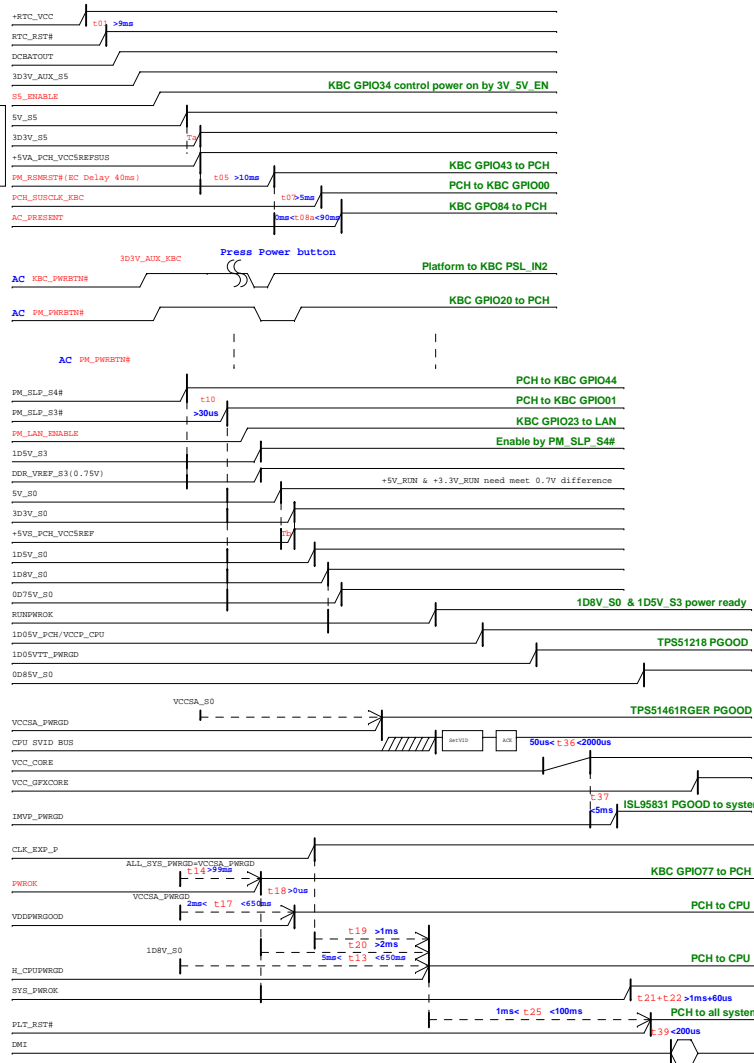 +RTC_VCC
t01 >9ms
RTC_RST#
DCBATOUT
3D3V_AUX_S5
KBC GPIO34 control power on by 3V_5V_EN
S5_ENABLE
5V_S5
3D3V_S5
Ta
+5VA_PCH_VCC5REFSUS
KBC GPIO43 to PCH
PM_RSMRST#(EC Delay 40ms)
t05 >10ms
PCH to KBC GPIO00
PCH_SUSCLK_KBC
t07 >5ms
KBC GPO84 to PCH
AC_PRESENT
0ms< t08a <90ms
Press Power button
3D3V_AUX_KBC
Platform to KBC PSL_IN2
AC KBC_PWRBTN#
KBC GPIO20 to PCH
AC PM_PWRBTN#
AC PM_PWRBTN#
PCH to KBC GPIO44
PM_SLP_S4#
t10
PCH to KBC GPIO01
PM_SLP_S3#
>30us
KBC GPIO23 to LAN
PM_LAN_ENABLE
Enable by PM_SLP_S4#
1D5V_S3
DDR_VREF_S3(0.75V)
+5V_RUN & +3.3V_RUN need meet 0.7V difference
5V_S0
3D3V_S0
+5VS_PCH_VCC5REF
Tb
1D5V_S0
1D8V_S0
0D75V_S0
1D8V_S0 & 1D5V_S3 power ready
RUNPWROK
1D05V_PCH/VCCP_CPU
TPS51218 PGOOD
1D05VTT_PWRGD
0D85V_S0
VCCSA_S0
TPS51461RGER PGOOD
VCCSA_PWRGD
CPU SVID BUS
SetVID
ACK
50us< t36 <2000us
VCC_CORE
VCC_GFXCORE
t37
<5ms
ISL95831 PGOOD to system
IMVP_PWRGD
CLK_EXP_P
ALL_SYS_PWRGD=VCCSA_PWRGD
t14 >99ms
KBC GPIO77 to PCH
PWROK
t18 >0us
VCCSA_PWRGD
2ms< t17 <650ms
PCH to CPU
VDDPWRGOOD
t19 >1ms
t20 >2ms
1D8V_S0
5ms< t13 <650ms
PCH to CPU
H_CPUPWRGD
SYS_PWROK
t21+t22 >1ms+60us
1ms< t25 <100ms
PCH to all system
PLT_RST#
t39 <200us
DMI